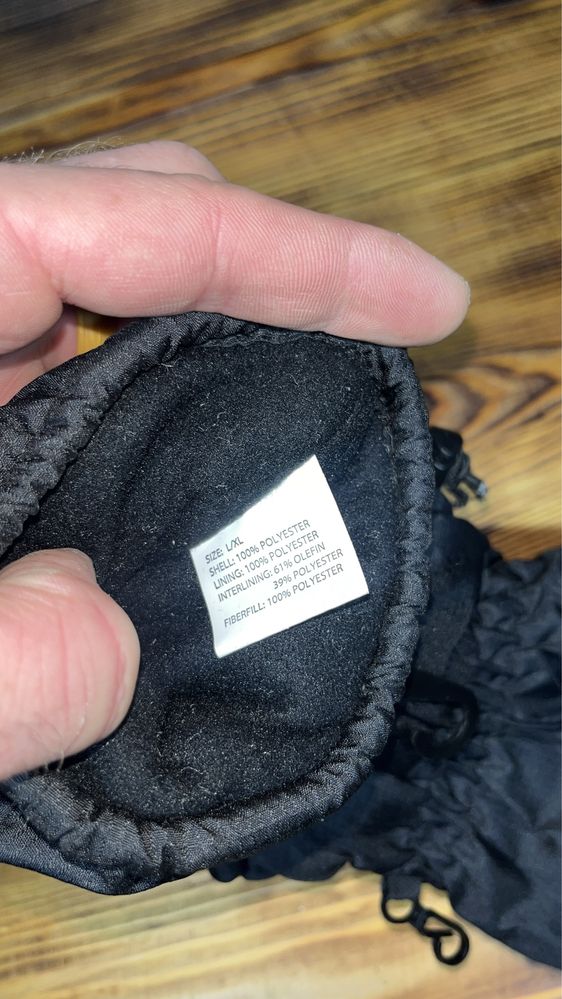 SIZE: L/XL
SHELL: 100% POLYESTER
LINING: 100% POLYESTER
INTERLINING: 61% OLEFIN
39% POLYESTER
FIBERFILL: 100% POLYESTER